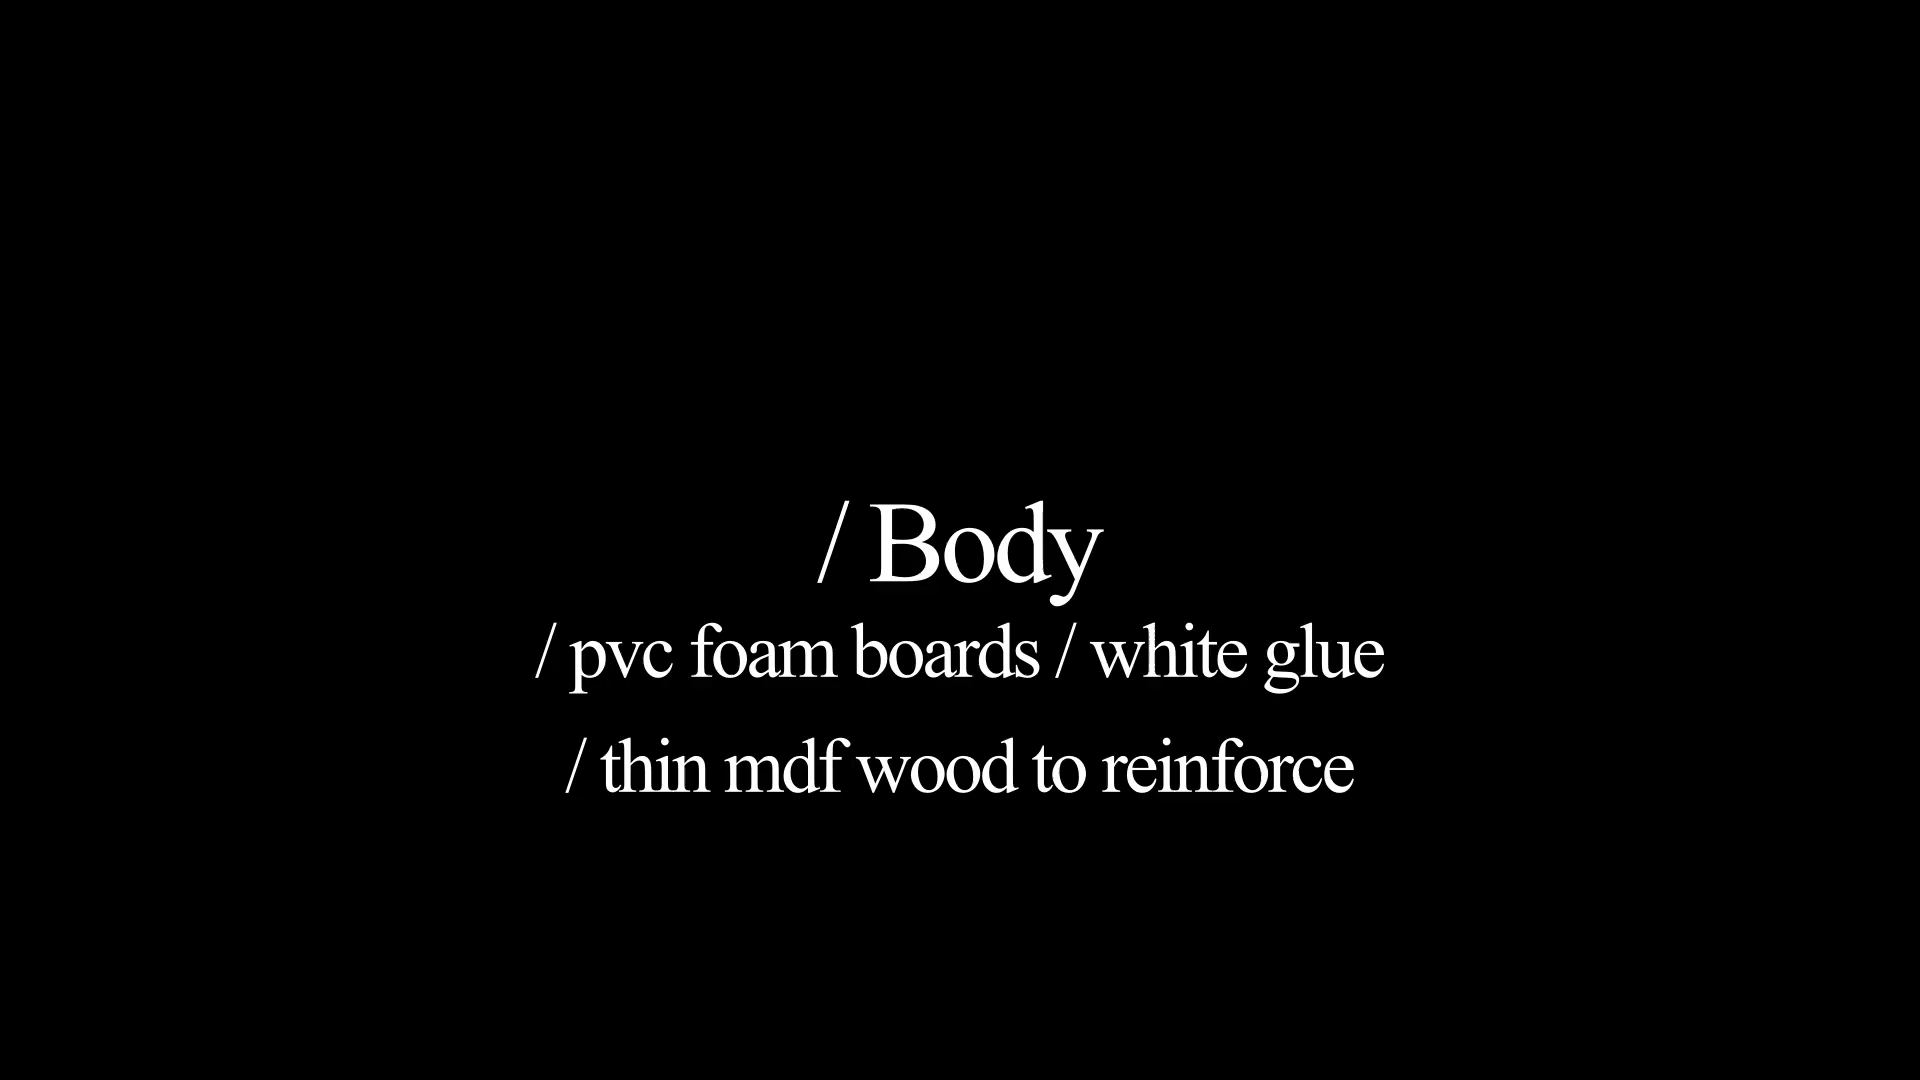 / Body
/ pvc foam boards / white glue
/ thin mdf wood to reinforce